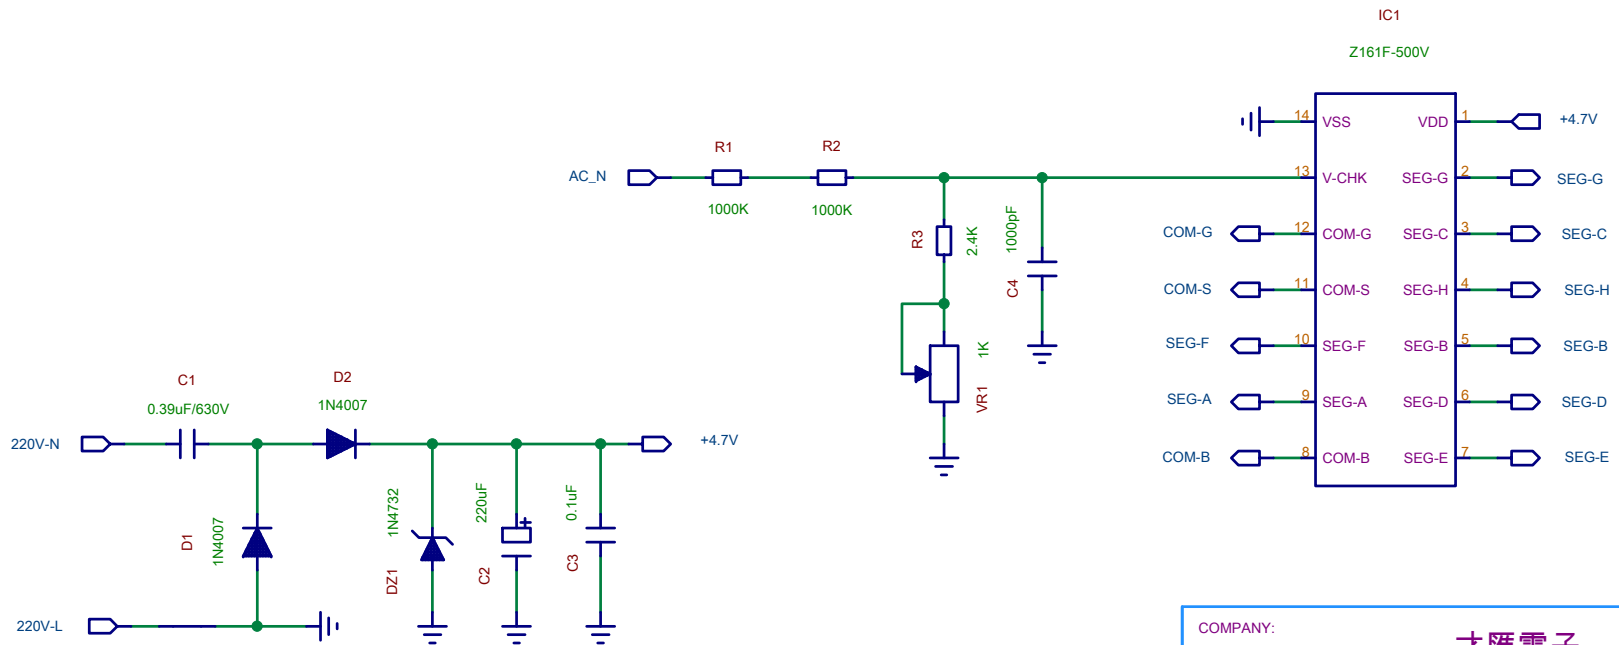 IC1
Z161F-500V
14 VSS VDD 1 +4.7V
R1 R2
AC_N 13 V-CHK SEG-G 2 SEG-G
1000K 1000K
R3 2.4K 1000pF C4
COM-G 12 COM-G SEG-C 3 SEG-C
COM-S 11 COM-S SEG-H 4 SEG-H
SEG-F 10 SEG-F SEG-B 5 SEG-B
1K VR1
SEG-A 9 SEG-A SEG-D 6 SEG-D
COM-B 8 COM-B SEG-E 7 SEG-E
C1 D2
0.39uF/630V 1N4007
220V-N +4.7V
D1 1N4007
DZ1 1N4732
C2 220uF +
C3 0.1uF
220V-L
COMPANY: